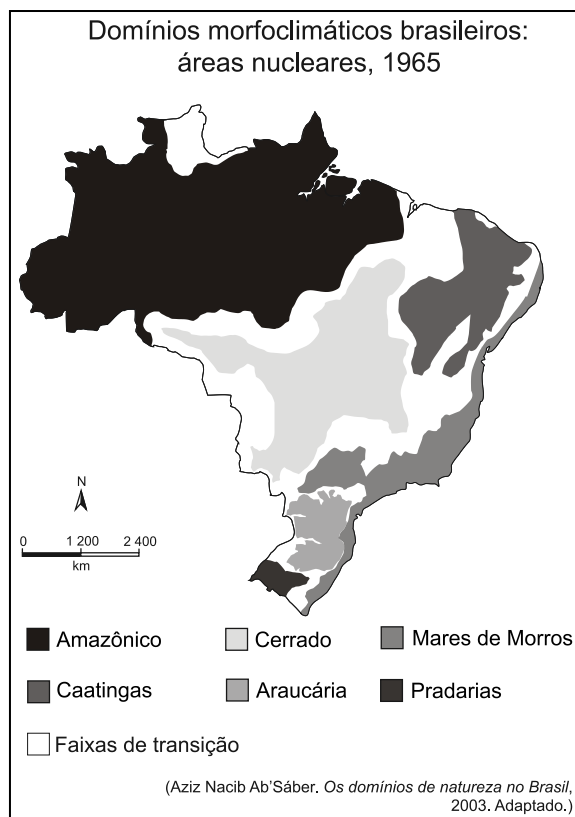 Domínios morfoclimáticos brasileiros:
áreas nucleares, 1965
N
0 1 200 2 400
km
Amazônico Cerrado Mares de Morros
Caatingas Araucária Pradarias
Faixas de transição
(Aziz Nacib Ab’Sáber. Os domínios de natureza no Brasil,
2003. Adaptado.)